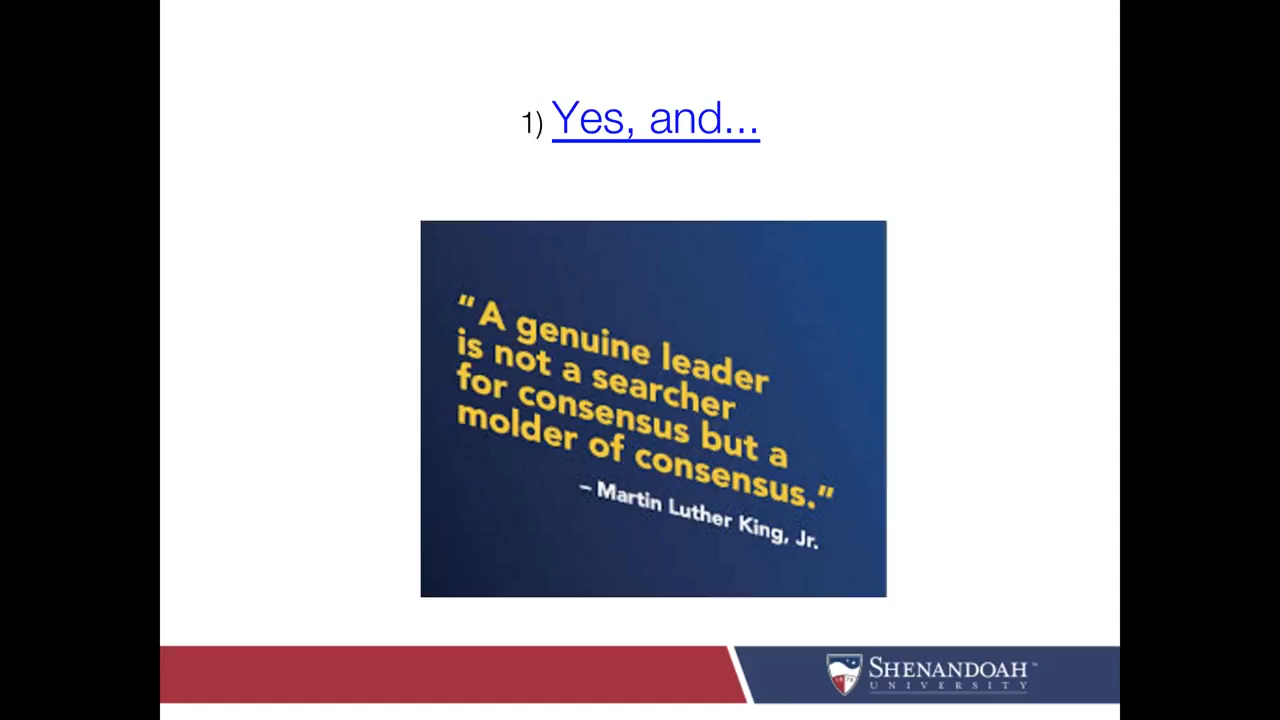 1) Yes, and...
“A genuine leader
is not a searcher
for consensus but a
molder of consensus.”
– Martin Luther King, Jr.
SHENANDOAH™
UNIVERSITY